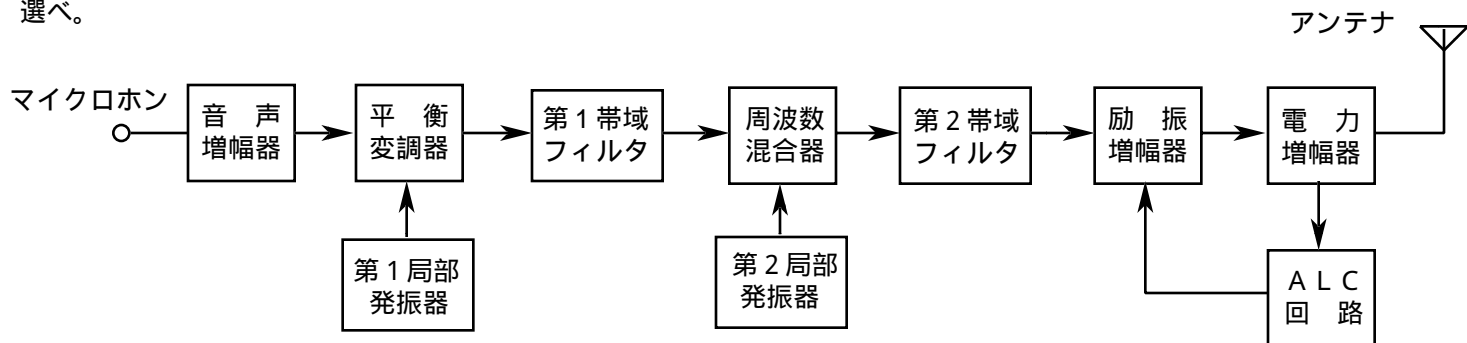 選べ。
アンテナ
マイクロホン
音 声
増幅器
平 衡
変調器
第1帯域
フィルタ
周波数
混合器
第2帯域
フィルタ
励 振
増幅器
電 力
増幅器
第1局部
発振器
第2局部
発振器
ALC
回 路